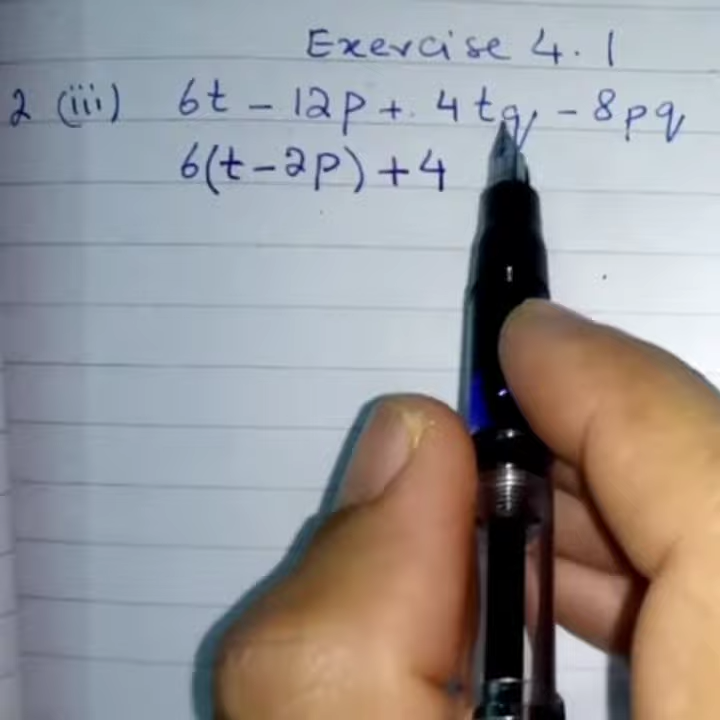 Exercise 4.1
2 (iii) 6t - 12p + 4tq - 8pq
6(t-2p)+4